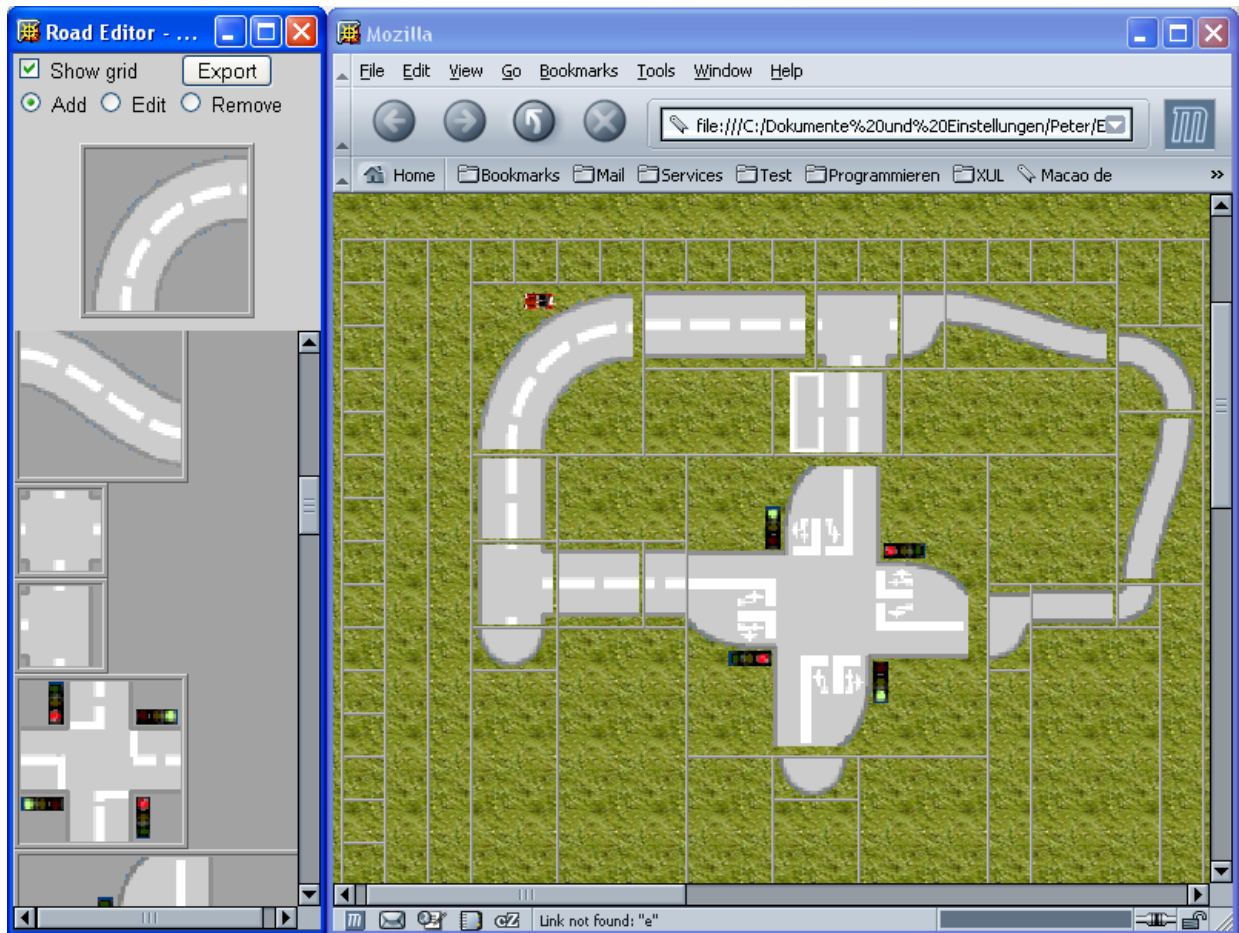 Road Editor - ...
Show grid Export
Add Edit Remove
Mozilla
File Edit View Go Bookmarks Tools Window Help
file:///C:/Dokumente%20und%20Einstellungen/Peter/E
Home Bookmarks Mail Services Test Programmieren XUL Macao de »
Link not found: "e"